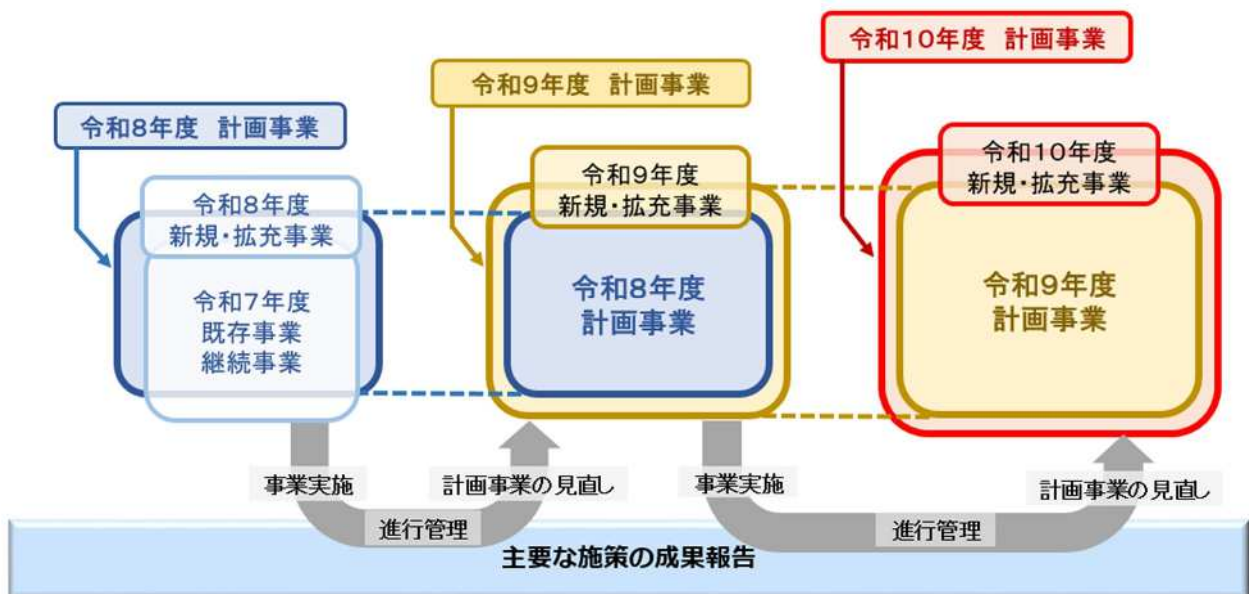 令和8年度 計画事業
令和8年度
新規・拡充事業
令和7年度
既存事業
継続事業
令和9年度 計画事業
令和9年度
新規・拡充事業
令和8年度
計画事業
令和10年度 計画事業
令和10年度
新規・拡充事業
令和9年度
計画事業
事業実施
進行管理
計画事業の見直し
事業実施
進行管理
計画事業の見直し
主要な施策の成果報告